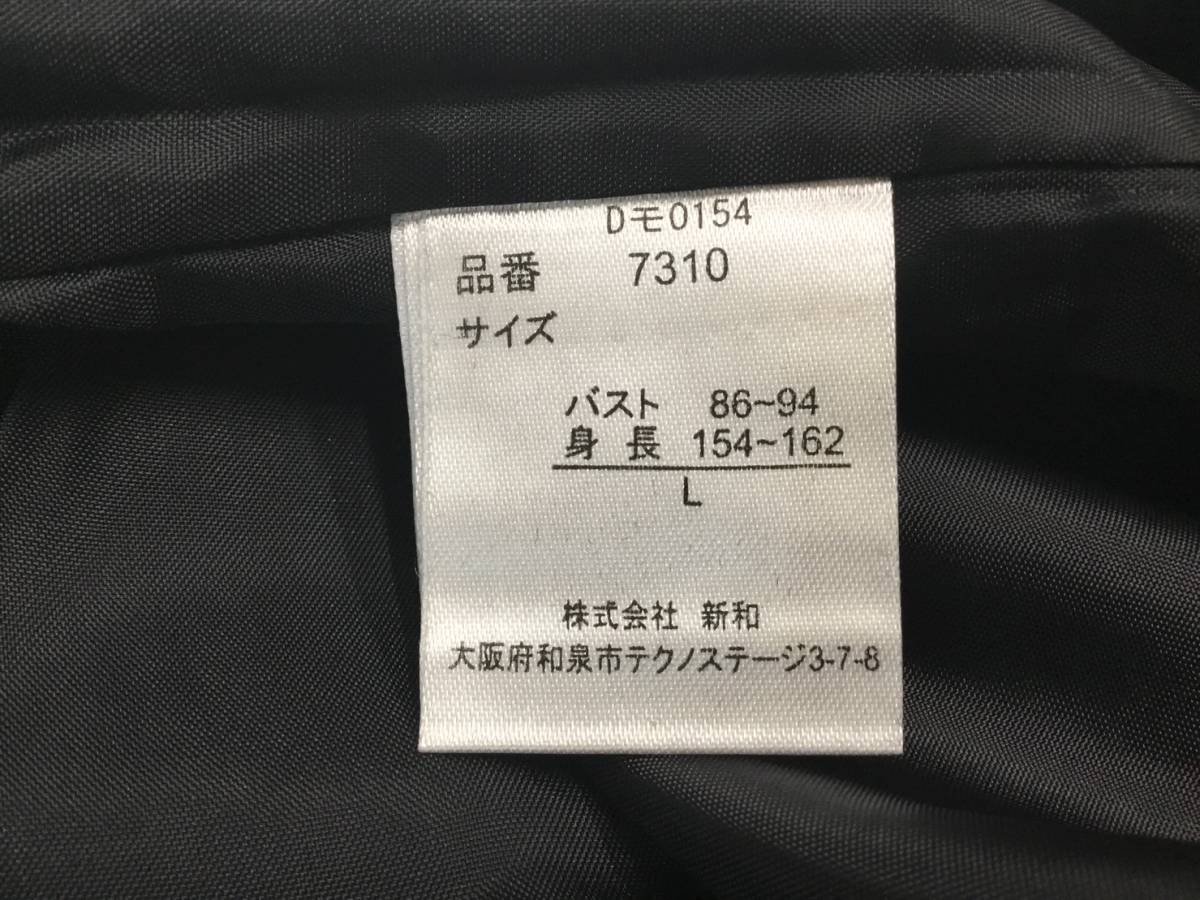 Dモ0154
品番 7310
サイズ
バスト 86~94
身長 154~162
L
株式会社 新和
大阪府和泉市テクノステージ3-7-8